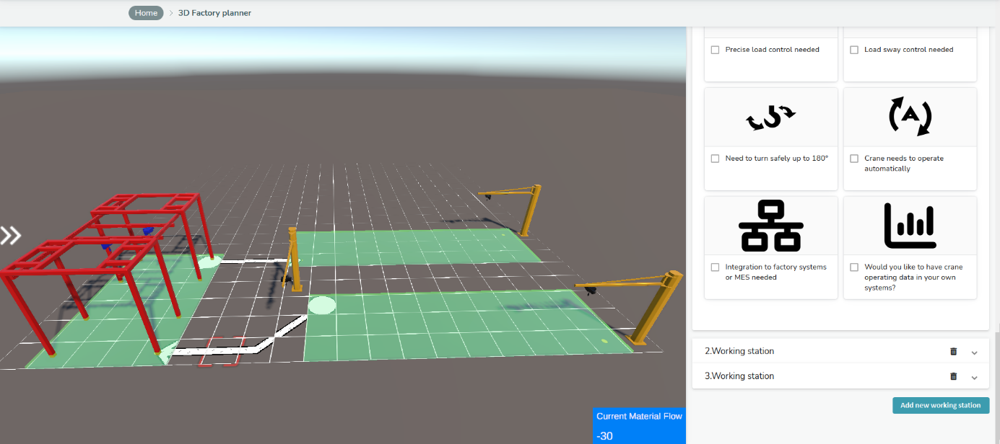 Home
3D Factory planner
Precise load control needed
Load sway control needed
Need to turn safely up to 180°
Crane needs to operate
automatically
Integration to factory systems
or MES needed
Would you like to have crane
operating data in your own
systems?
2.Working station
3.Working station
Add new working station
Current Material Flow
-30